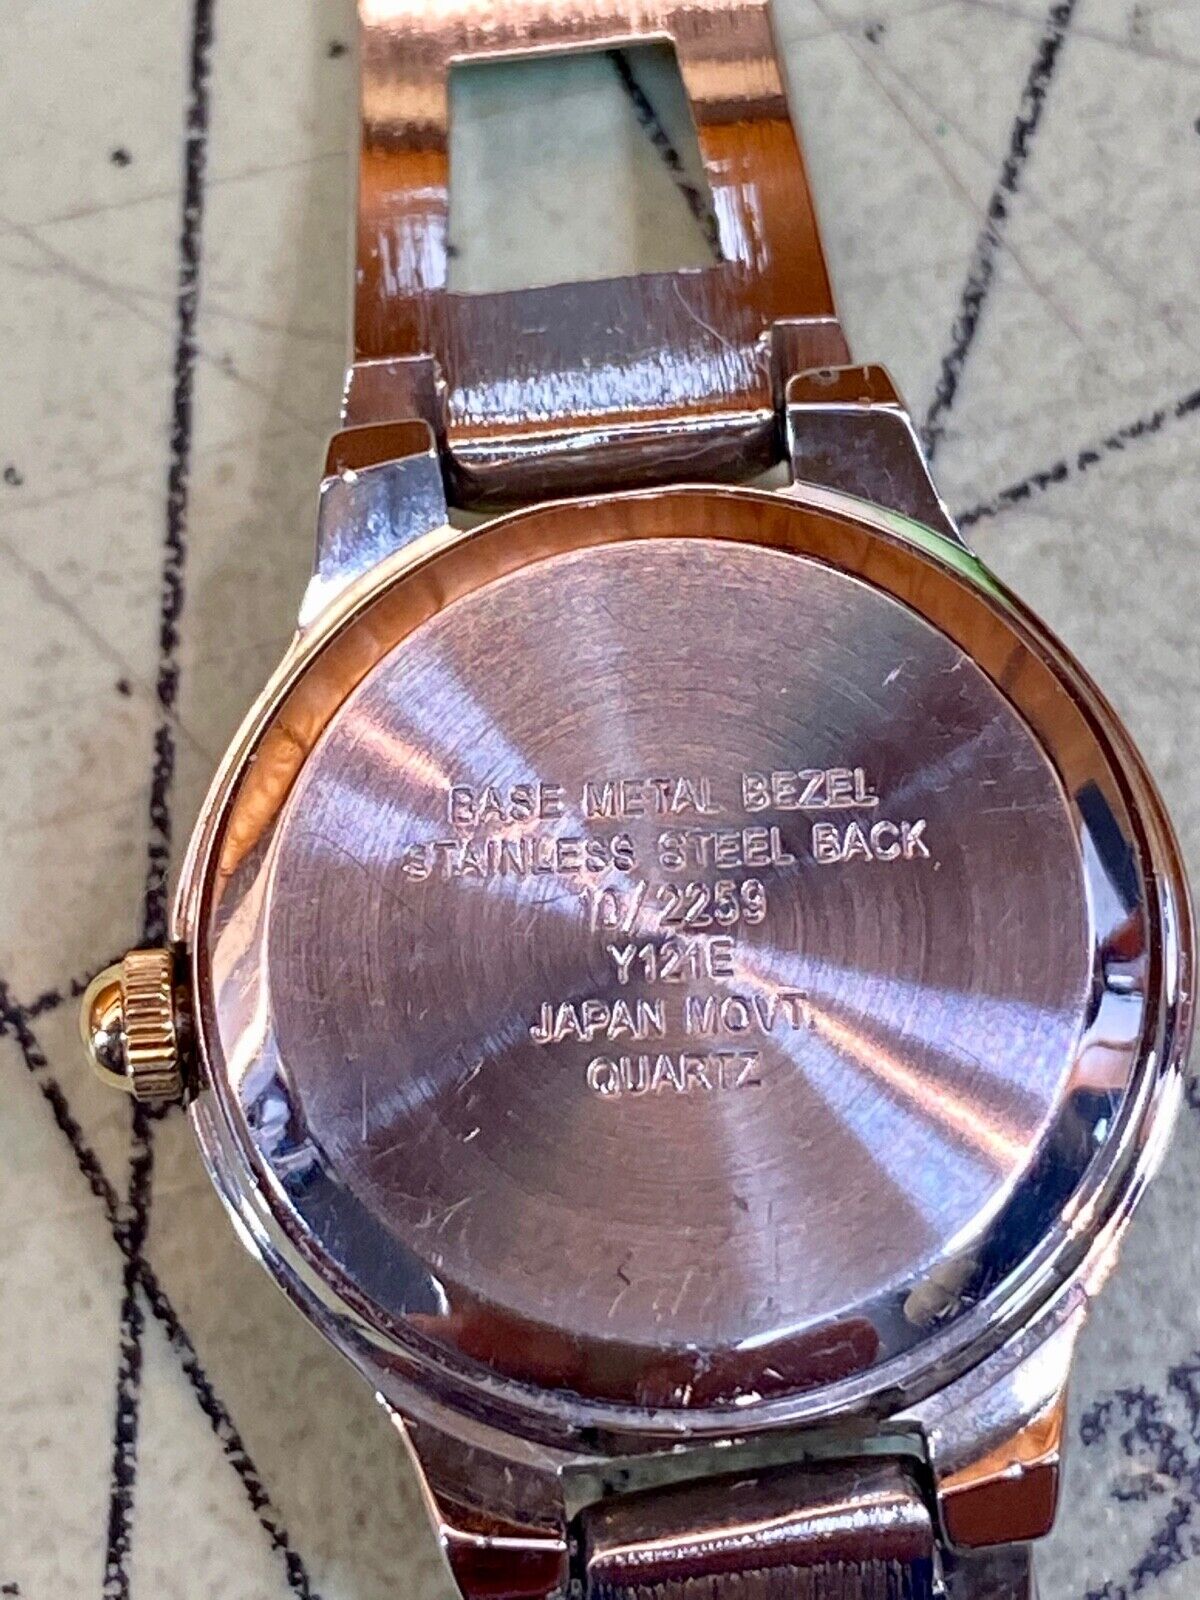 BASE METAL BEZEL
STAINLESS STEEL BACK
10/2259
Y121E
JAPAN MOVT.
QUARTZ